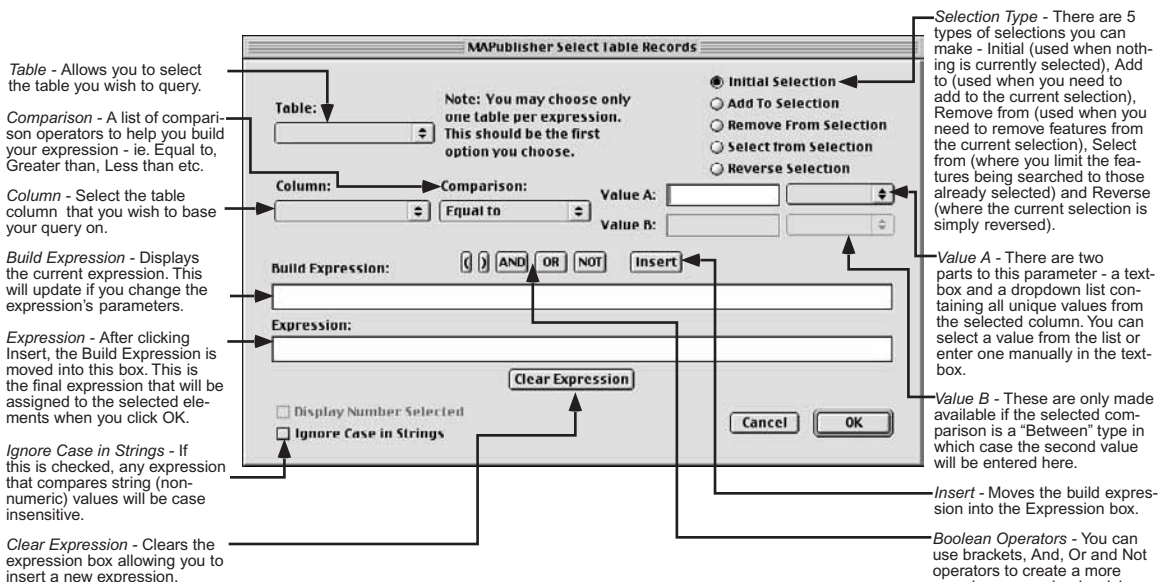 Table - Allows you to select
the table you wish to query.
Comparison - A list of compari-
son operators to help you build
your expression - ie. Equal to,
Greater than, Less than etc.
Column - Select the table
column that you wish to base
your query on.
Build Expression - Displays
the current expression. This
will update if you change the
expression's parameters.
Expression - After clicking
Insert, the Build Expression is
moved into this box. This is
the final expression that will be
assigned to the selected ele-
ments when you click OK.
Ignore Case in Strings - If
this is checked, any expression
that compares string (non-
numeric) values will be case
insensitive.
Clear Expression - Clears the
expression box allowing you to
insert a new expression.
MAPublisher Select Table Records
Table:
Note: You may choose only
one table per expression.
This should be the first
option you choose.
Initial Selection
Add To Selection
Remove From Selection
Select from Selection
Reverse Selection
Column:
Comparison:
Equal to
Value A:
Value B:
Build Expression:
( ) AND OR NOT Insert
Expression:
Clear Expression
Display Number Selected
Ignore Case in Strings
Cancel OK
Selection Type - There are 5
types of selections you can
make - Initial (used when noth-
ing is currently selected), Add
to (used when you need to
add to the current selection),
Remove from (used when you
need to remove features from
the current selection), Select
from (where you limit the fea-
tures being searched to those
already selected) and Reverse
(where the current selection is
simply reversed).
Value A - There are two
parts to this parameter - a text-
box and a dropdown list con-
taining all unique values from
the selected column. You can
select a value from the list or
enter one manually in the text-
box.
Value B - These are only made
available if the selected com-
parison is a "Between" type in
which case the second value
will be entered here.
Insert - Moves the build expres-
sion into the Expression box.
Boolean Operators - You can
use brackets, And, Or and Not
operators to create a more